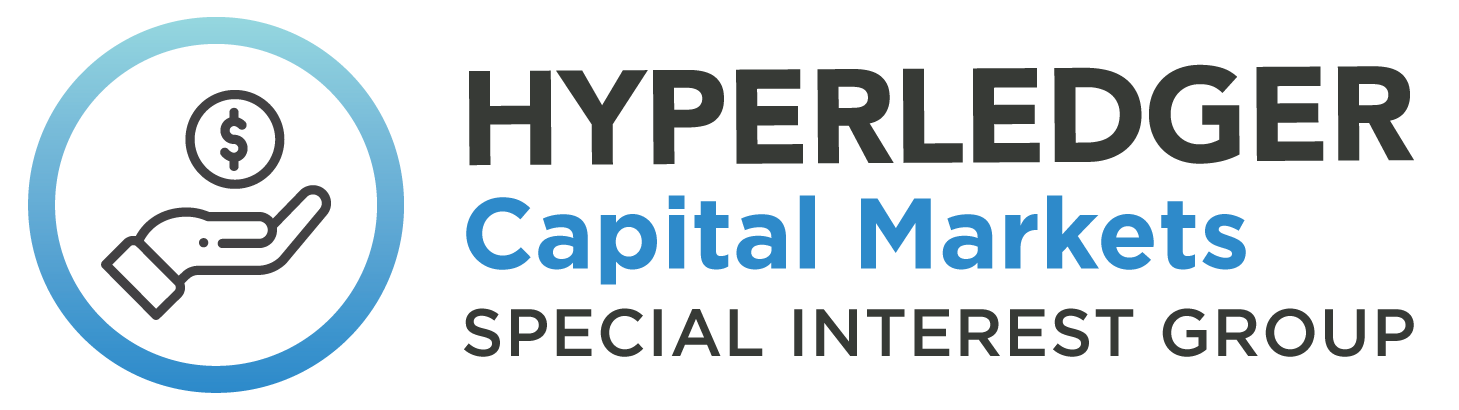 $
HYPERLEDGER
Capital Markets
SPECIAL INTEREST GROUP